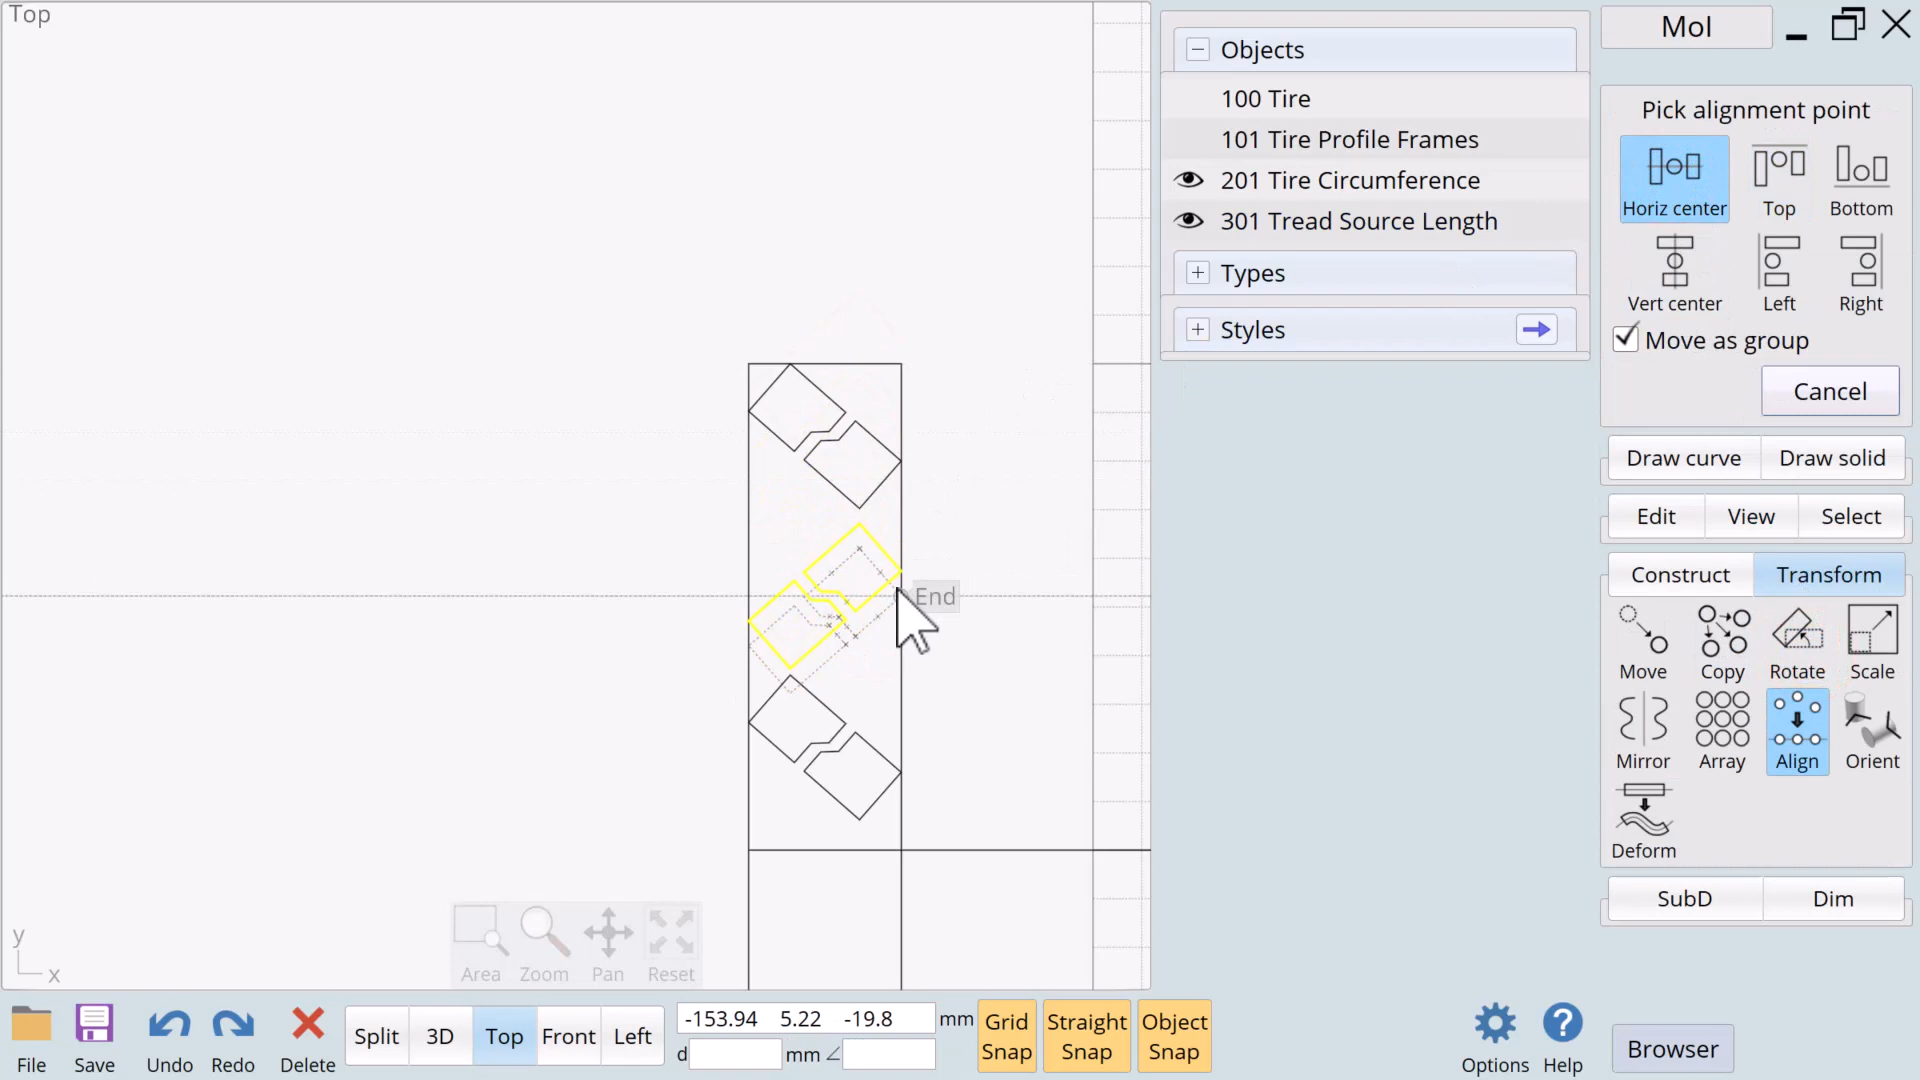 Top
Objects
100 Tire
101 Tire Profile Frames
201 Tire Circumference
301 Tread Source Length
Types
Styles
MoI
Pick alignment point
Horiz center
Top
Bottom
Vert center
Left
Right
Move as group
Cancel
Draw curve
Draw solid
Edit
View
Select
Construct
Transform
Move
Copy
Rotate
Scale
Mirror
Array
Align
Orient
Deform
SubD
Dim
End
Area
Zoom
Pan
Reset
y
x
File
Save
Undo
Redo
Delete
Split
3D
Top
Front
Left
-153.94 5.22 -19.8 mm
d mm ∠
Grid Snap
Straight Snap
Object Snap
Options
Help
Browser